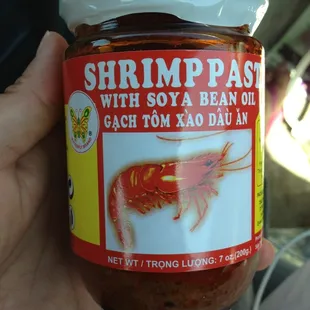 SHRIMP PAST
WITH SOYA BEAN OIL
GẠCH TÔM XÀO DẦU ĂN
NET WT / TRỌNG LƯỢNG: 7 oz. (200g.)